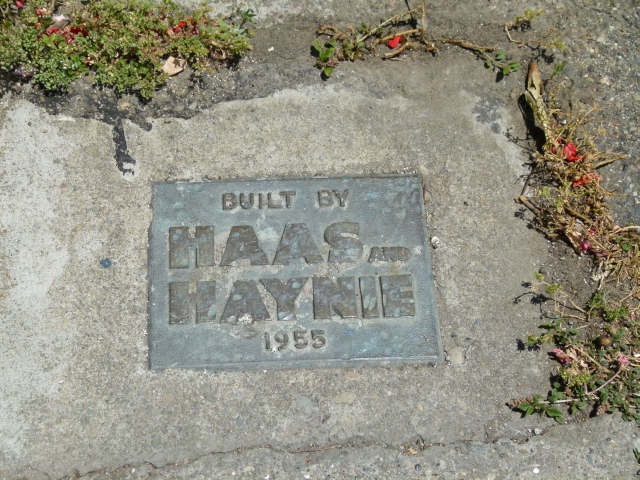 BUILT BY
HAAS AND
HAYNIE
1955